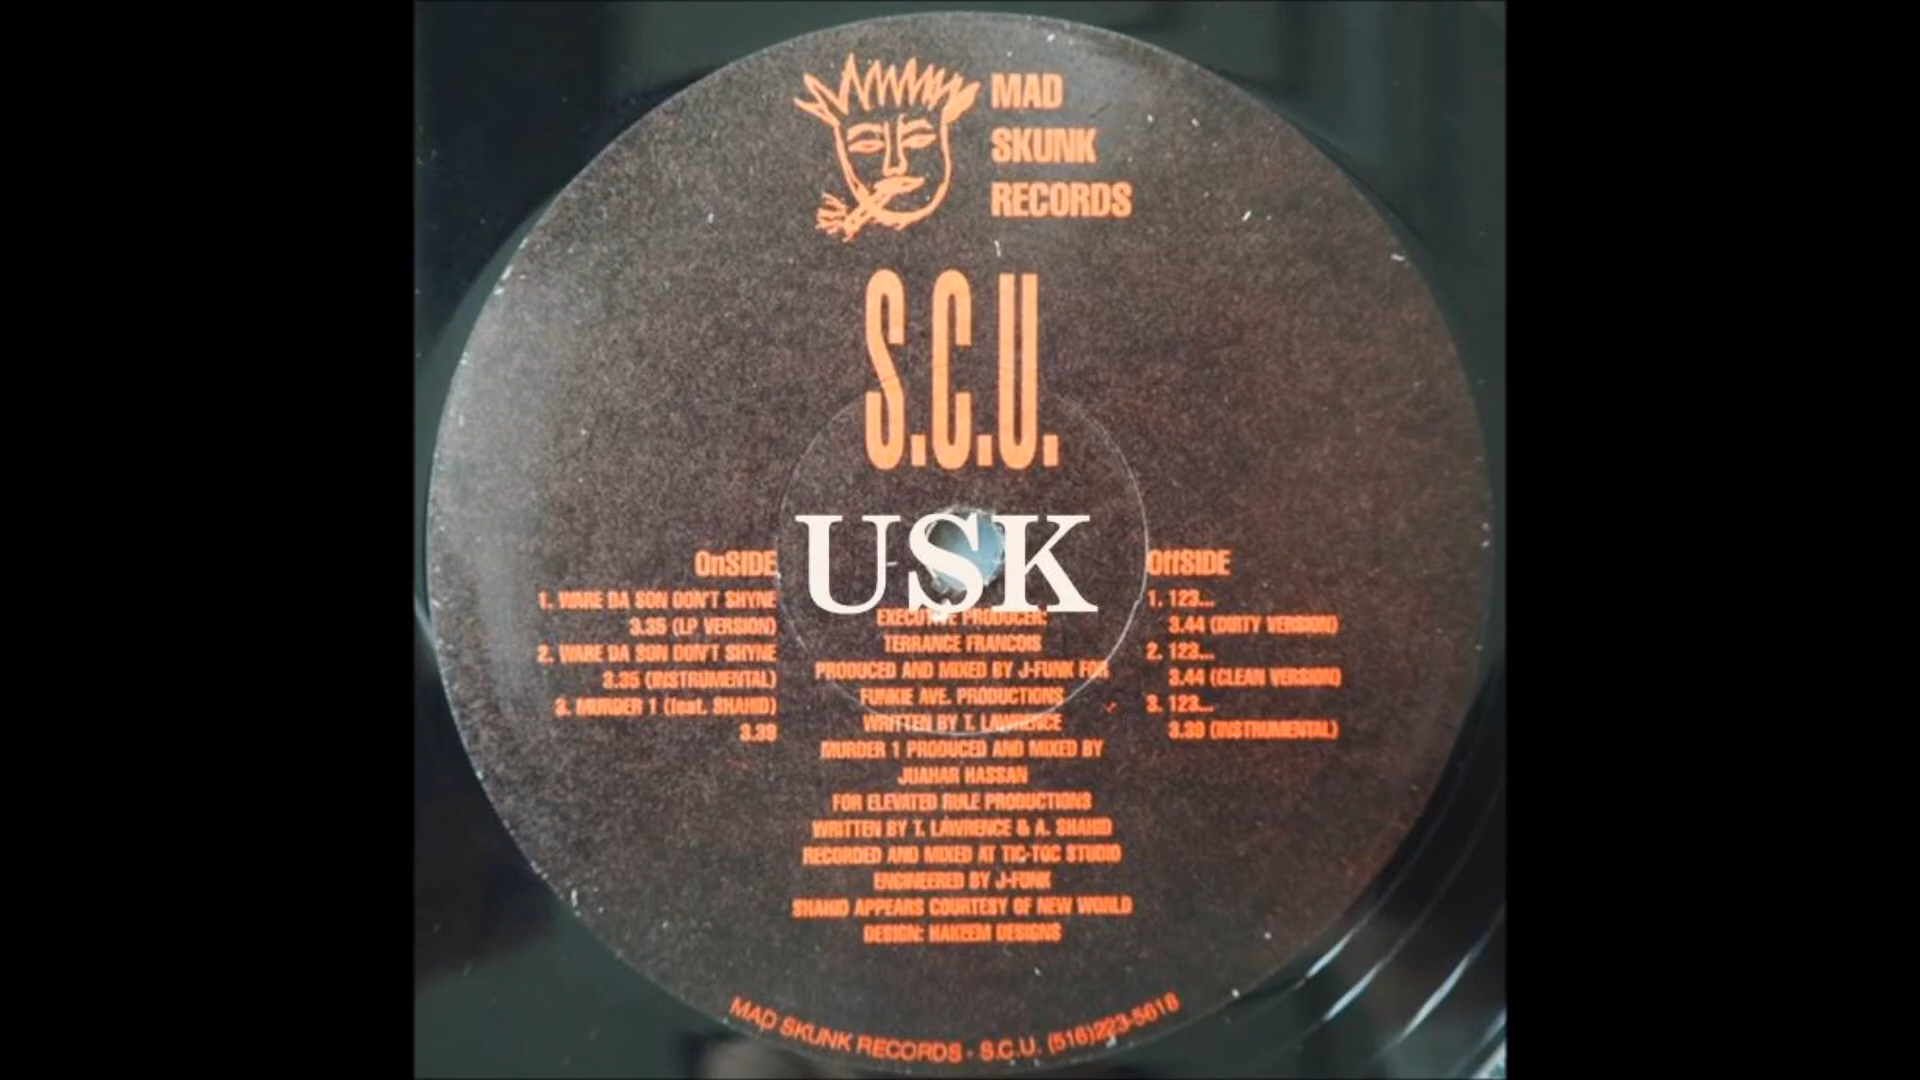 MAD
SKUNK
RECORDS
S.C.U.
USK
OnSIDE
1. WARE DA SON DON'T SHYNE
3.35 (LP VERSION)
2. WARE DA SON DON'T SHYNE
3.35 (INSTRUMENTAL)
3. MURDER 1 (feat. SHAHID)
3.39
EXECUTIVE PRODUCER:
TERRANCE FRANCOIS
PRODUCED AND MIXED BY J-FUNK FOR
FUNKIE AVE. PRODUCTIONS
WRITTEN BY T. LAWRENCE
MURDER 1 PRODUCED AND MIXED BY
JUAHAR HASSAN
FOR ELEVATED RULE PRODUCTIONS
WRITTEN BY T. LAWRENCE & A. SHAHID
RECORDED AND MIXED AT TIC-TOC STUDIO
ENGINEERED BY J-FUNK
SHAHID APPEARS COURTESY OF NEW WORLD
DESIGN: HAKEEM DESIGNS
OffSIDE
1. 123...
3.44 (DIRTY VERSION)
2. 123...
3.44 (CLEAN VERSION)
3. 123...
3.39 (INSTRUMENTAL)
MAD SKUNK RECORDS - S.C.U. (516)223-5618